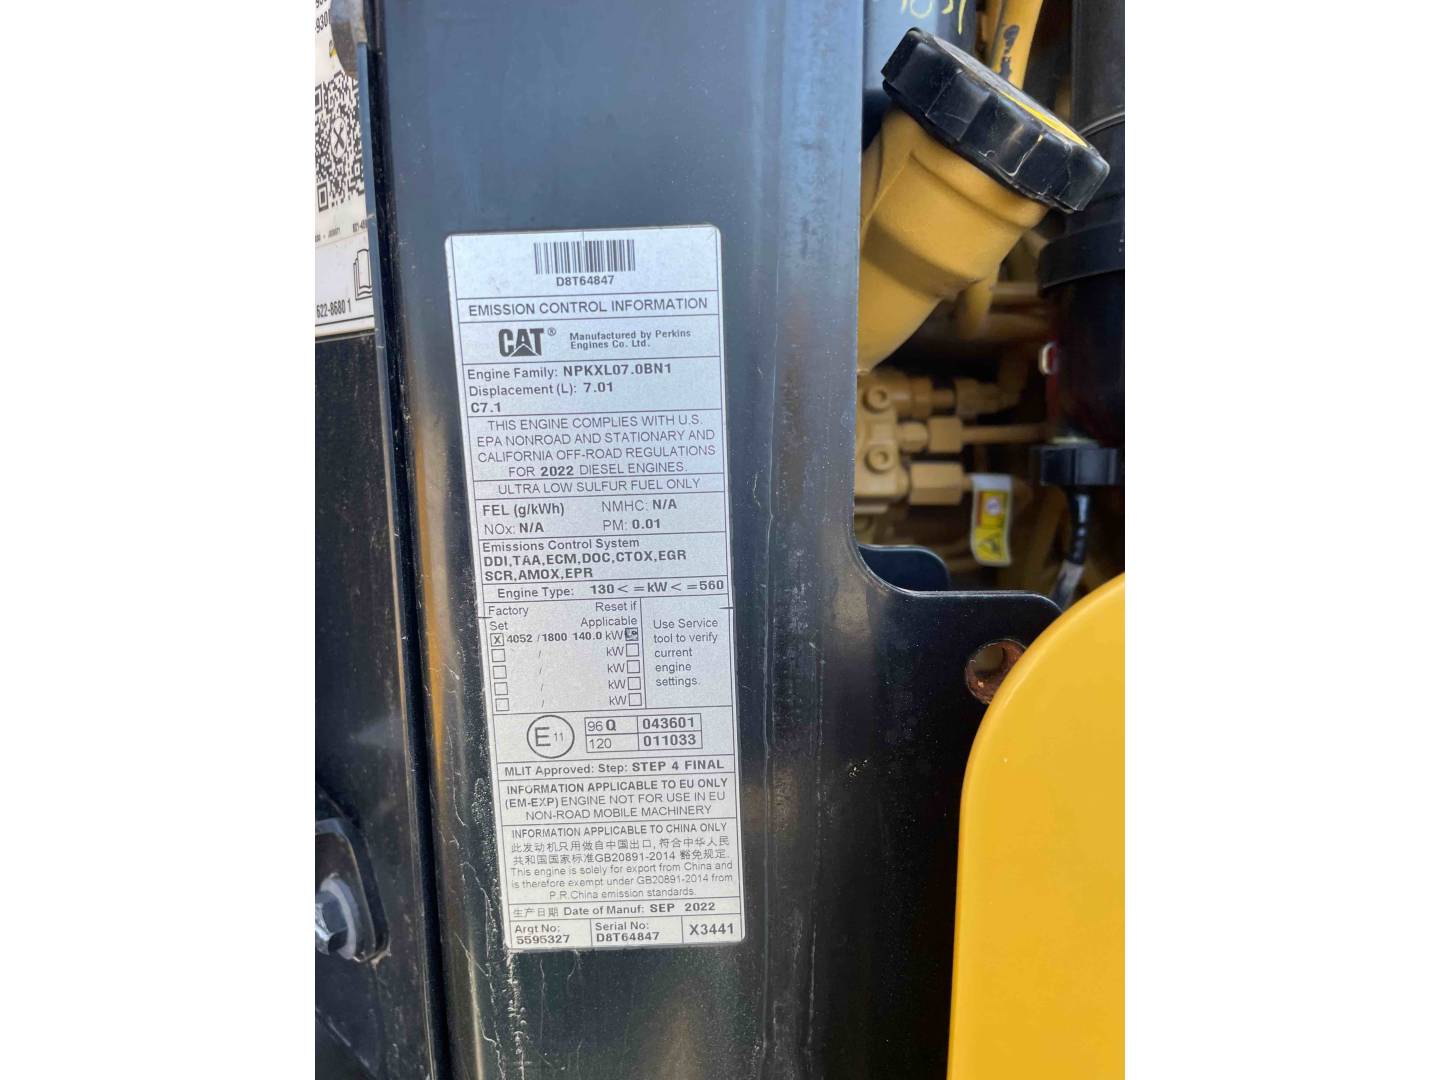 622-8680 1
D8T64847
EMISSION CONTROL INFORMATION
CAT® Manufactured by Perkins
Engines Co. Ltd.
Engine Family: NPKXL07.0BN1
Displacement (L): 7.01
C7.1
THIS ENGINE COMPLIES WITH U.S.
EPA NONROAD AND STATIONARY AND
CALIFORNIA OFF-ROAD REGULATIONS
FOR 2022 DIESEL ENGINES.
ULTRA LOW SULFUR FUEL ONLY
FEL (g/kWh) NMHC: N/A
NOx: N/A PM: 0.01
Emissions Control System
DDI,TAA,ECM,DOC,CTOX,EGR
SCR,AMOX,EPR
Engine Type: 130 < =kW < =560
Factory Set
Reset if Applicable
X 4052 /1800 140.0 kW
/ kW
/ kW
/ kW
/ kW
Use Service
tool to verify
current
engine
settings.
E 11
96 Q 043601
120 011033
MLIT Approved: Step: STEP 4 FINAL
INFORMATION APPLICABLE TO EU ONLY
(EM-EXP) ENGINE NOT FOR USE IN EU
NON-ROAD MOBILE MACHINERY
INFORMATION APPLICABLE TO CHINA ONLY
此发动机只用做自中国出口, 符合中华人民
共和国国家标准GB20891-2014 豁免规定.
This engine is solely for export from China and
is therefore exempt under GB20891-2014 from
P.R.China emission standards.
生产日期 Date of Manuf: SEP 2022
Argt No:
5595327
Serial No:
D8T64847
X3441